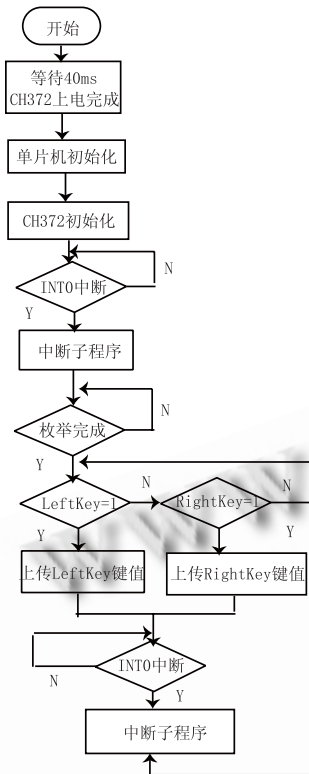 开始
等待40ms
CH372上电完成
单片机初始化
CH372初始化
N
INT0中断
Y
中断子程序
N
枚举完成
Y
N
N
LeftKey=1
RightKey=1
Y
Y
上传LeftKey键值
上传RightKey键值
INT0中断
N
Y
中断子程序